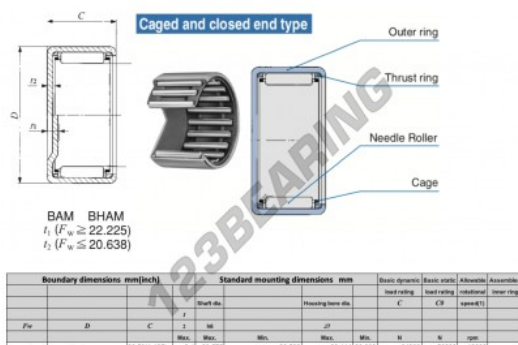 C
Caged and closed end type
Outer ring
t2
Thrust ring
D
t1
Needle Roller
Cage
BAM BHAM
t1 (Fw ≧ 22.225)
t2 (Fw ≦ 20.638)
123BEARING
Boundary dimensions mm(inch) Standard mounting dimensions mm Basic dynamic Basic static Allowable Assembled
load rating load rating rotational inner ring
Shaft dia. Housing bore dia. C C0 speed(1)
t
Fw D C
Max. Max. Min. Max. Min. N N rpm